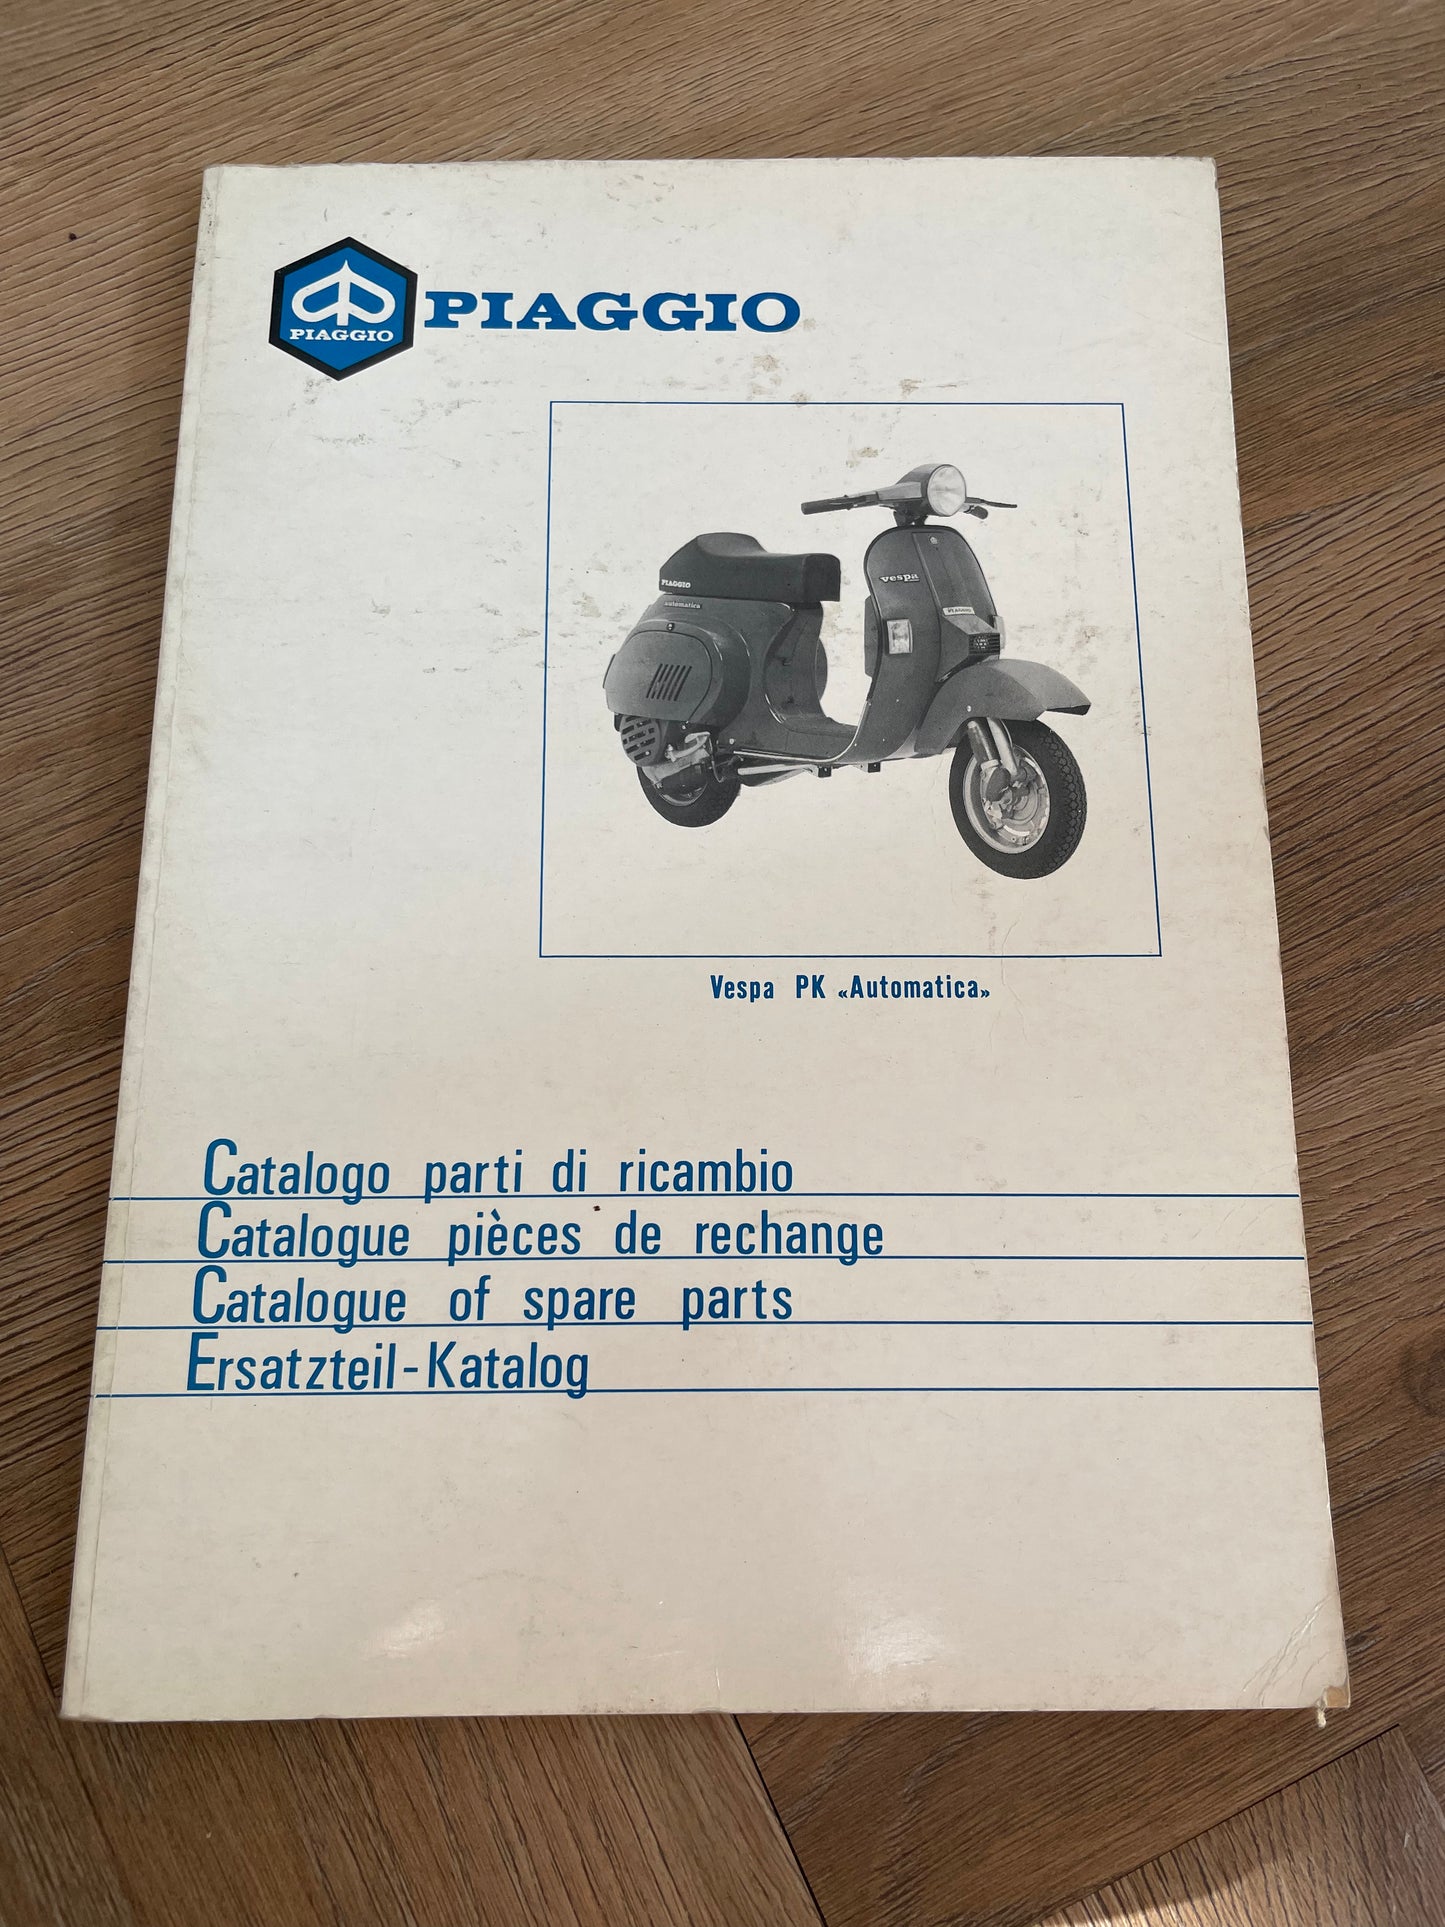 PIAGGIO
PIAGGIO
PIAGGIO
automatica
vespa
PIAGGIO
Vespa PK «Automatica»
Catalogo parti di ricambio
Catalogue pièces de rechange
Catalogue of spare parts
Ersatzteil-Katalog